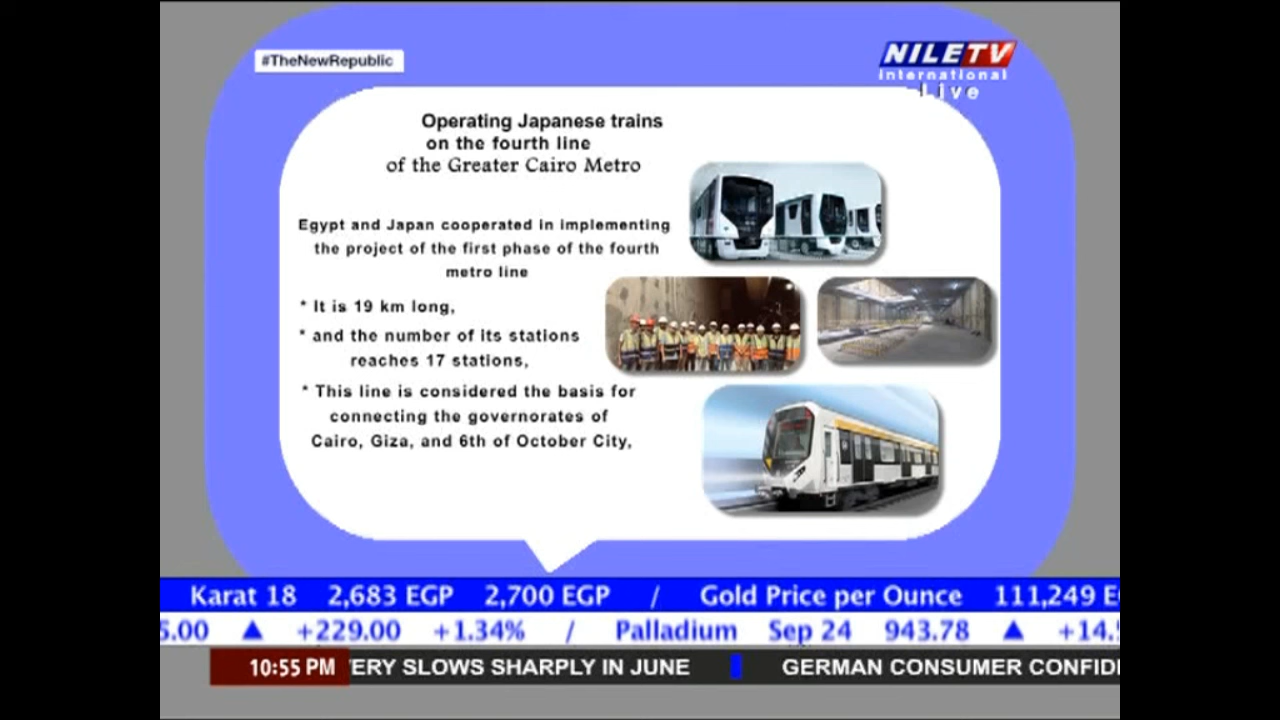 #TheNewRepublic
NILETV
International
Live
Operating Japanese trains
on the fourth line
of the Greater Cairo Metro
Egypt and Japan cooperated in implementing
the project of the first phase of the fourth
metro line
* It is 19 km long,
* and the number of its stations
reaches 17 stations,
* This line is considered the basis for
connecting the governorates of
Cairo, Giza, and 6th of October City,
Karat 18 2,683 EGP 2,700 EGP / Gold Price per Ounce 111,249 E
5.00 ▲ +229.00 +1.34% / Palladium Sep 24 943.78 ▲ +14.
10:55 PM ERY SLOWS SHARPLY IN JUNE GERMAN CONSUMER CONFID